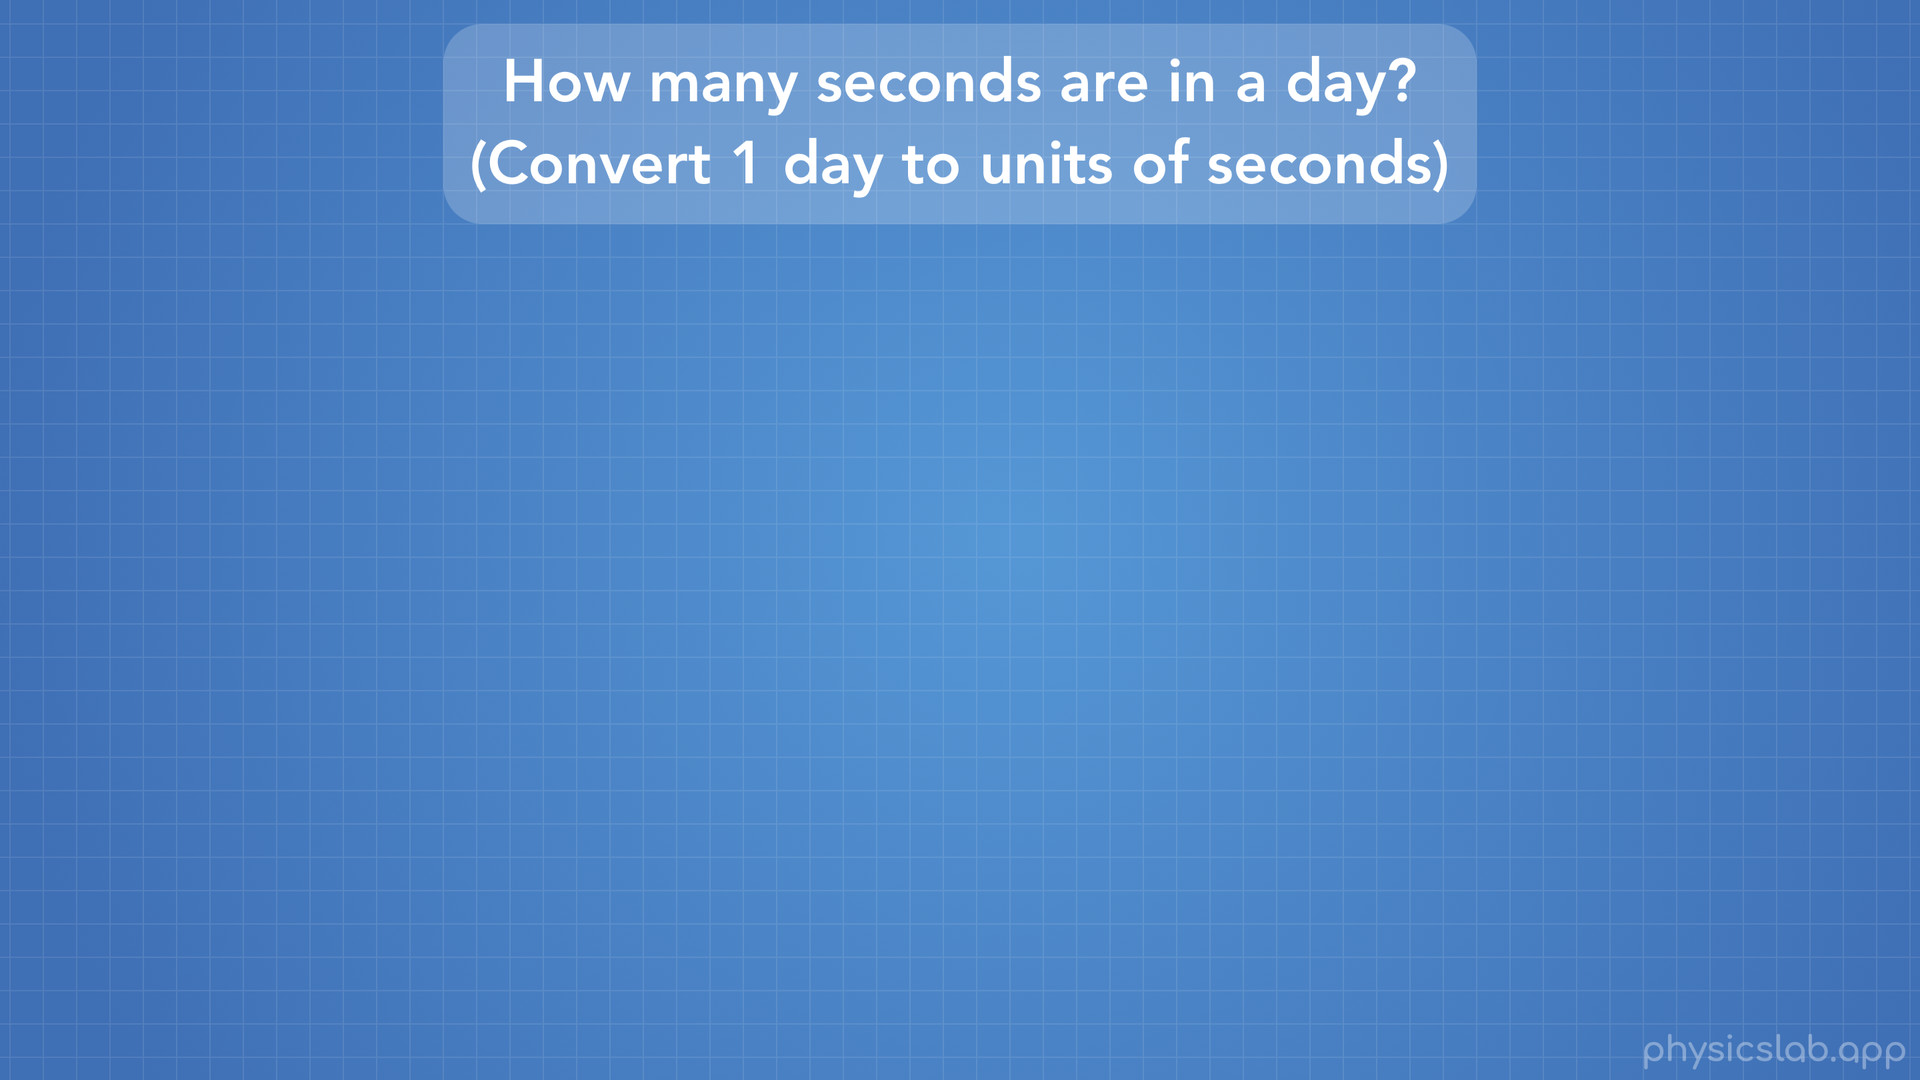 How many seconds are in a day?
(Convert 1 day to units of seconds)
physicslab.app